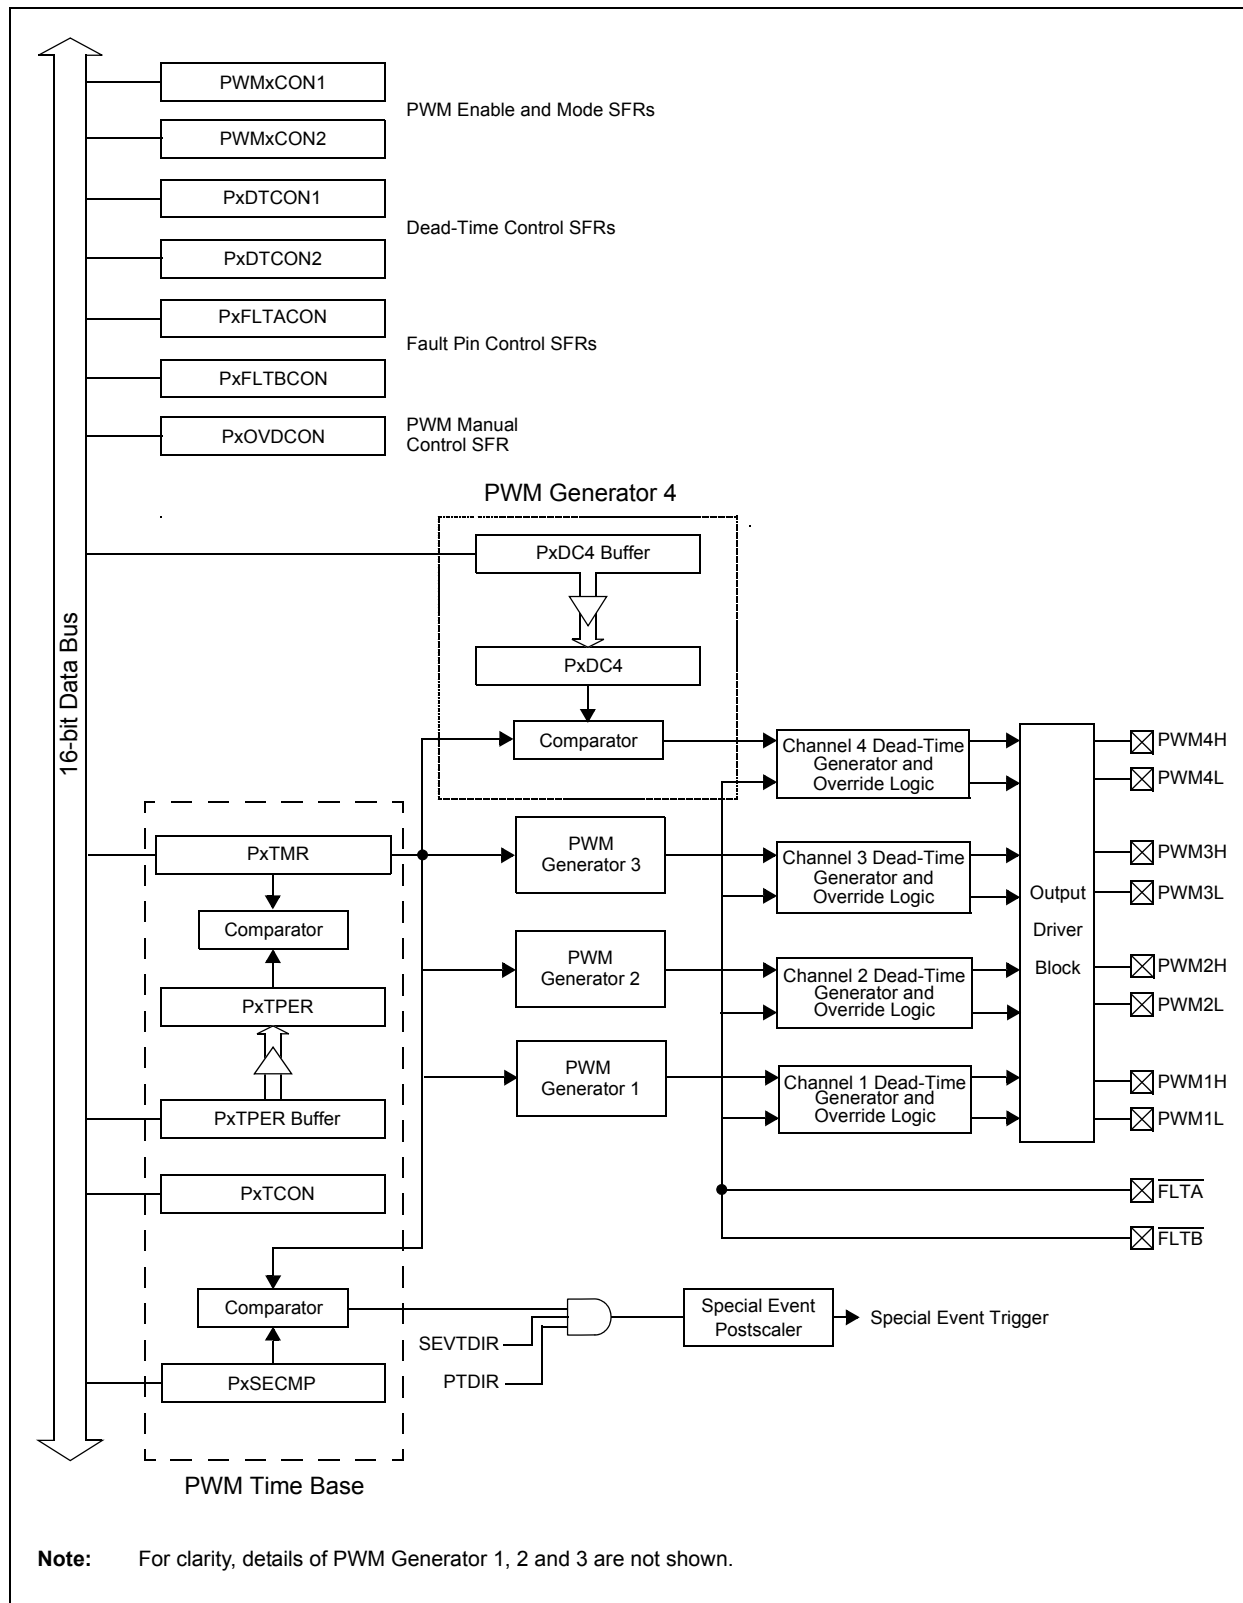 PWMxCON1
PWM Enable and Mode SFRs
PWMxCON2
PxDTCON1
Dead-Time Control SFRs
PxDTCON2
PxFLTACON
Fault Pin Control SFRs
PxFLTBCON
PxOVDCON
PWM Manual
Control SFR
16-bit Data Bus
PWM Generator 4
PxDC4 Buffer
PxDC4
Comparator
Channel 4 Dead-Time
Generator and
Override Logic
PWM4H
PWM4L
PxTMR
PWM
Generator 3
Channel 3 Dead-Time
Generator and
Override Logic
PWM3H
PWM3L
Comparator
Output
Driver
Block
PxTPER
PWM
Generator 2
Channel 2 Dead-Time
Generator and
Override Logic
PWM2H
PWM2L
PxTPER Buffer
PWM
Generator 1
Channel 1 Dead-Time
Generator and
Override Logic
PWM1H
PWM1L
PxTCON
FLTA
FLTB
Comparator
SEVTDIR
PTDIR
Special Event
Postscaler
Special Event Trigger
PxSECMP
PWM Time Base
Note: For clarity, details of PWM Generator 1, 2 and 3 are not shown.